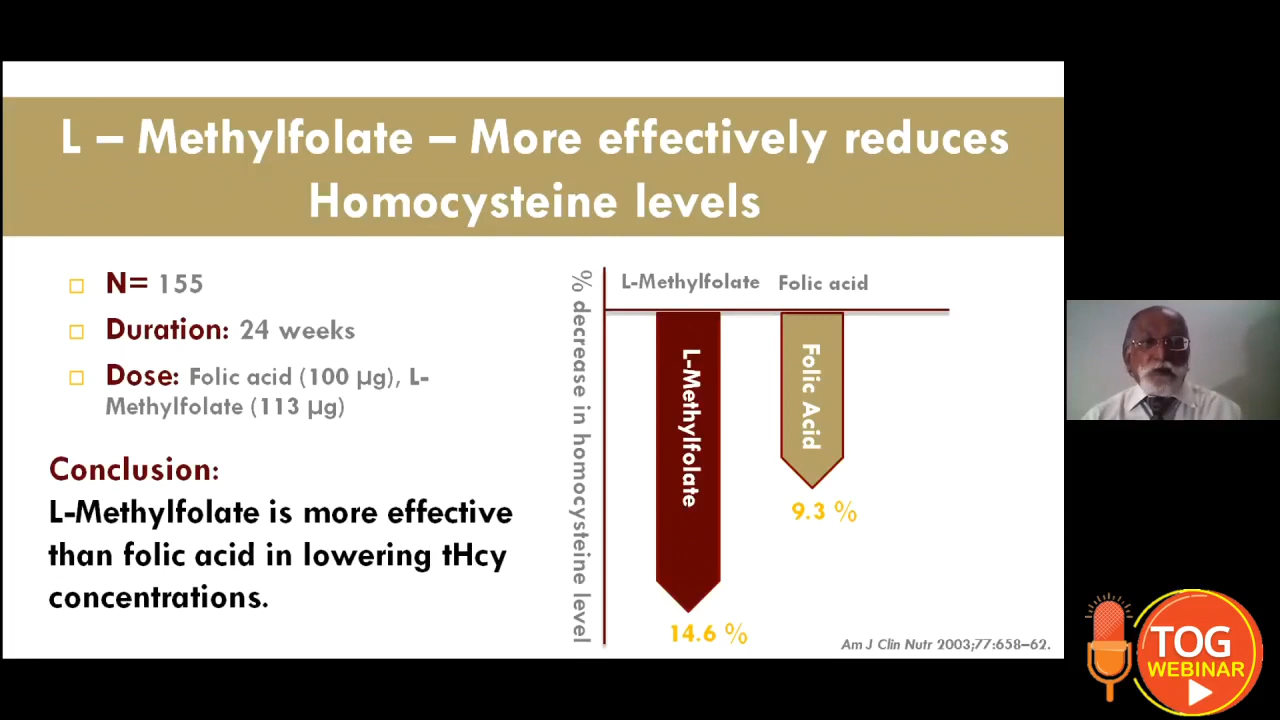 L – Methylfolate – More effectively reduces
Homocysteine levels
N= 155
Duration: 24 weeks
Dose: Folic acid (100 µg), L-
Methylfolate (113 µg)
Conclusion:
L-Methylfolate is more effective
than folic acid in lowering tHcy
concentrations.
% decrease in homocysteine level
L-Methylfolate Folic acid
L-Methylfolate
Folic Acid
9.3 %
14.6 %
Am J Clin Nutr 2003;77:658–62.
TOG
WEBINAR